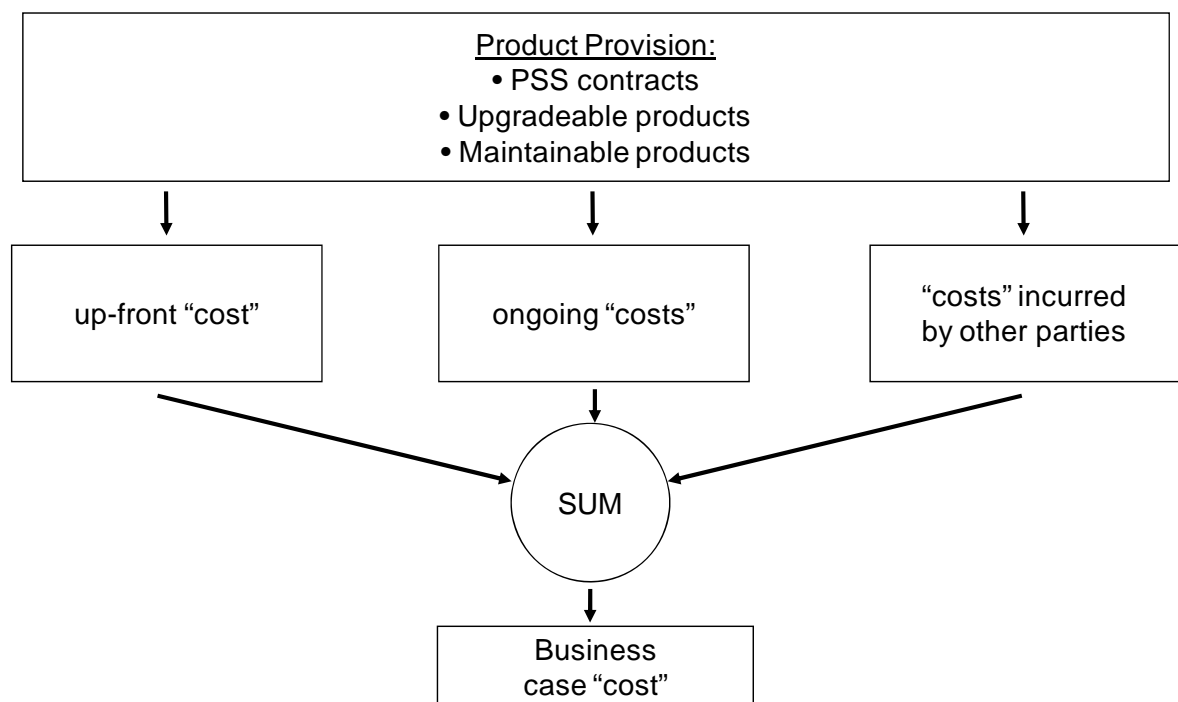 Product Provision:
• PSS contracts
• Upgradeable products
• Maintainable products
up-front “cost”
ongoing “costs”
“costs” incurred
by other parties
SUM
Business
case “cost”